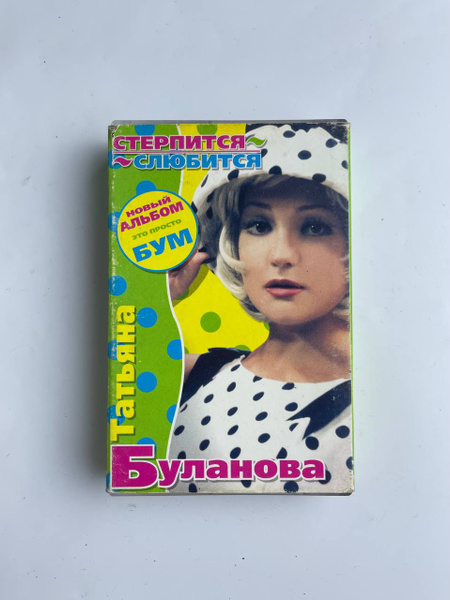 СТЕРПИТСЯ~
~СЛЮБИТСЯ
НОВЫЙ
АЛЬБОМ
ЭТО ПРОСТО
БУМ
Татьяна
Буланова